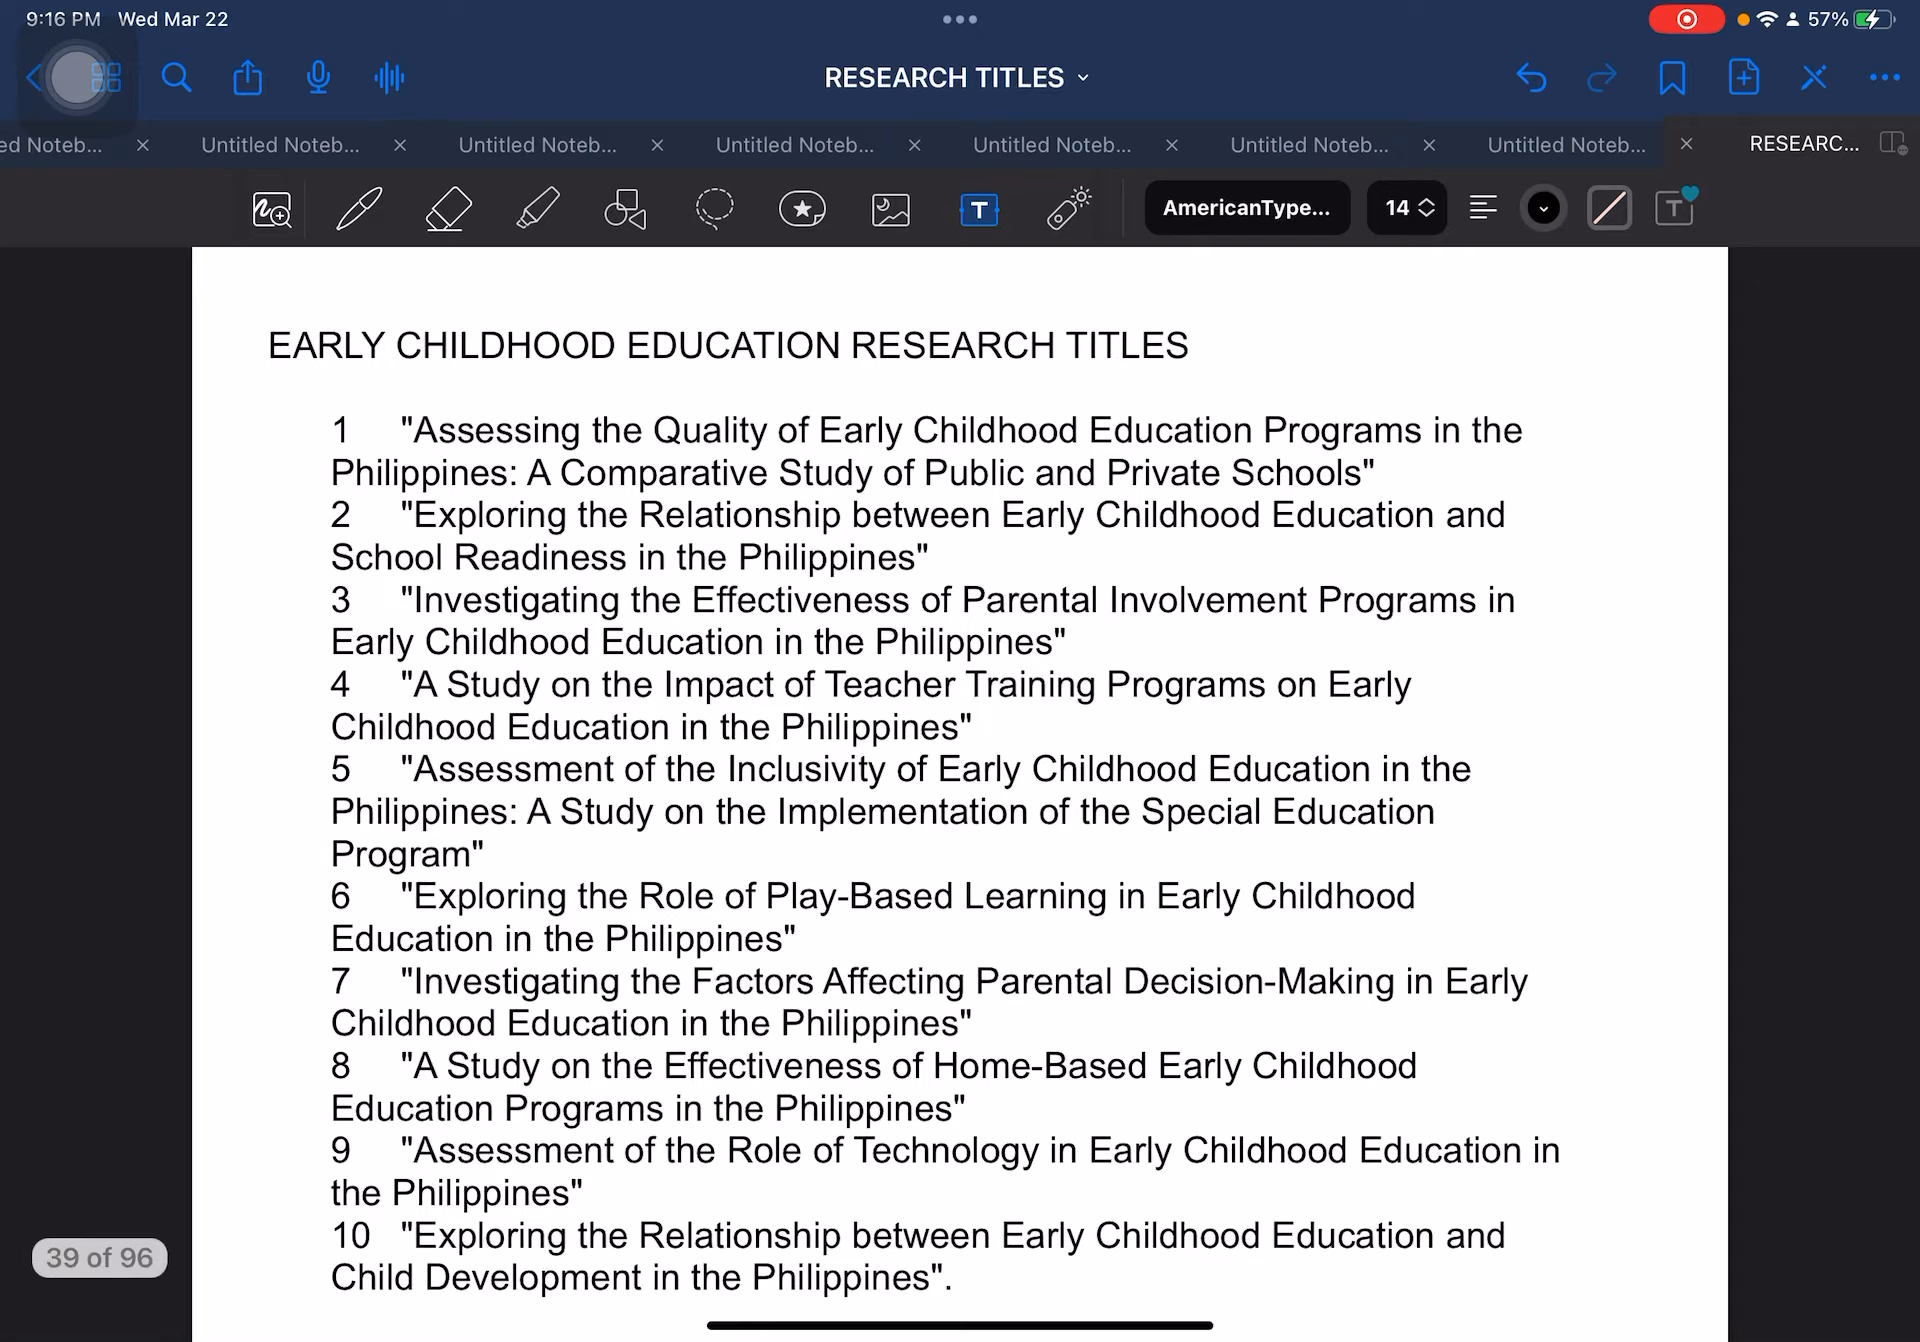 9:16 PM Wed Mar 22
57%
RESEARCH TITLES
ed Noteb...
Untitled Noteb...
Untitled Noteb...
Untitled Noteb...
Untitled Noteb...
Untitled Noteb...
Untitled Noteb...
RESEARC...
T
AmericanType...
14
T
EARLY CHILDHOOD EDUCATION RESEARCH TITLES
1 "Assessing the Quality of Early Childhood Education Programs in the
Philippines: A Comparative Study of Public and Private Schools"
2 "Exploring the Relationship between Early Childhood Education and
School Readiness in the Philippines"
3 "Investigating the Effectiveness of Parental Involvement Programs in
Early Childhood Education in the Philippines"
4 "A Study on the Impact of Teacher Training Programs on Early
Childhood Education in the Philippines"
5 "Assessment of the Inclusivity of Early Childhood Education in the
Philippines: A Study on the Implementation of the Special Education
Program"
6 "Exploring the Role of Play-Based Learning in Early Childhood
Education in the Philippines"
7 "Investigating the Factors Affecting Parental Decision-Making in Early
Childhood Education in the Philippines"
8 "A Study on the Effectiveness of Home-Based Early Childhood
Education Programs in the Philippines"
9 "Assessment of the Role of Technology in Early Childhood Education in
the Philippines"
10 "Exploring the Relationship between Early Childhood Education and
Child Development in the Philippines".
39 of 96